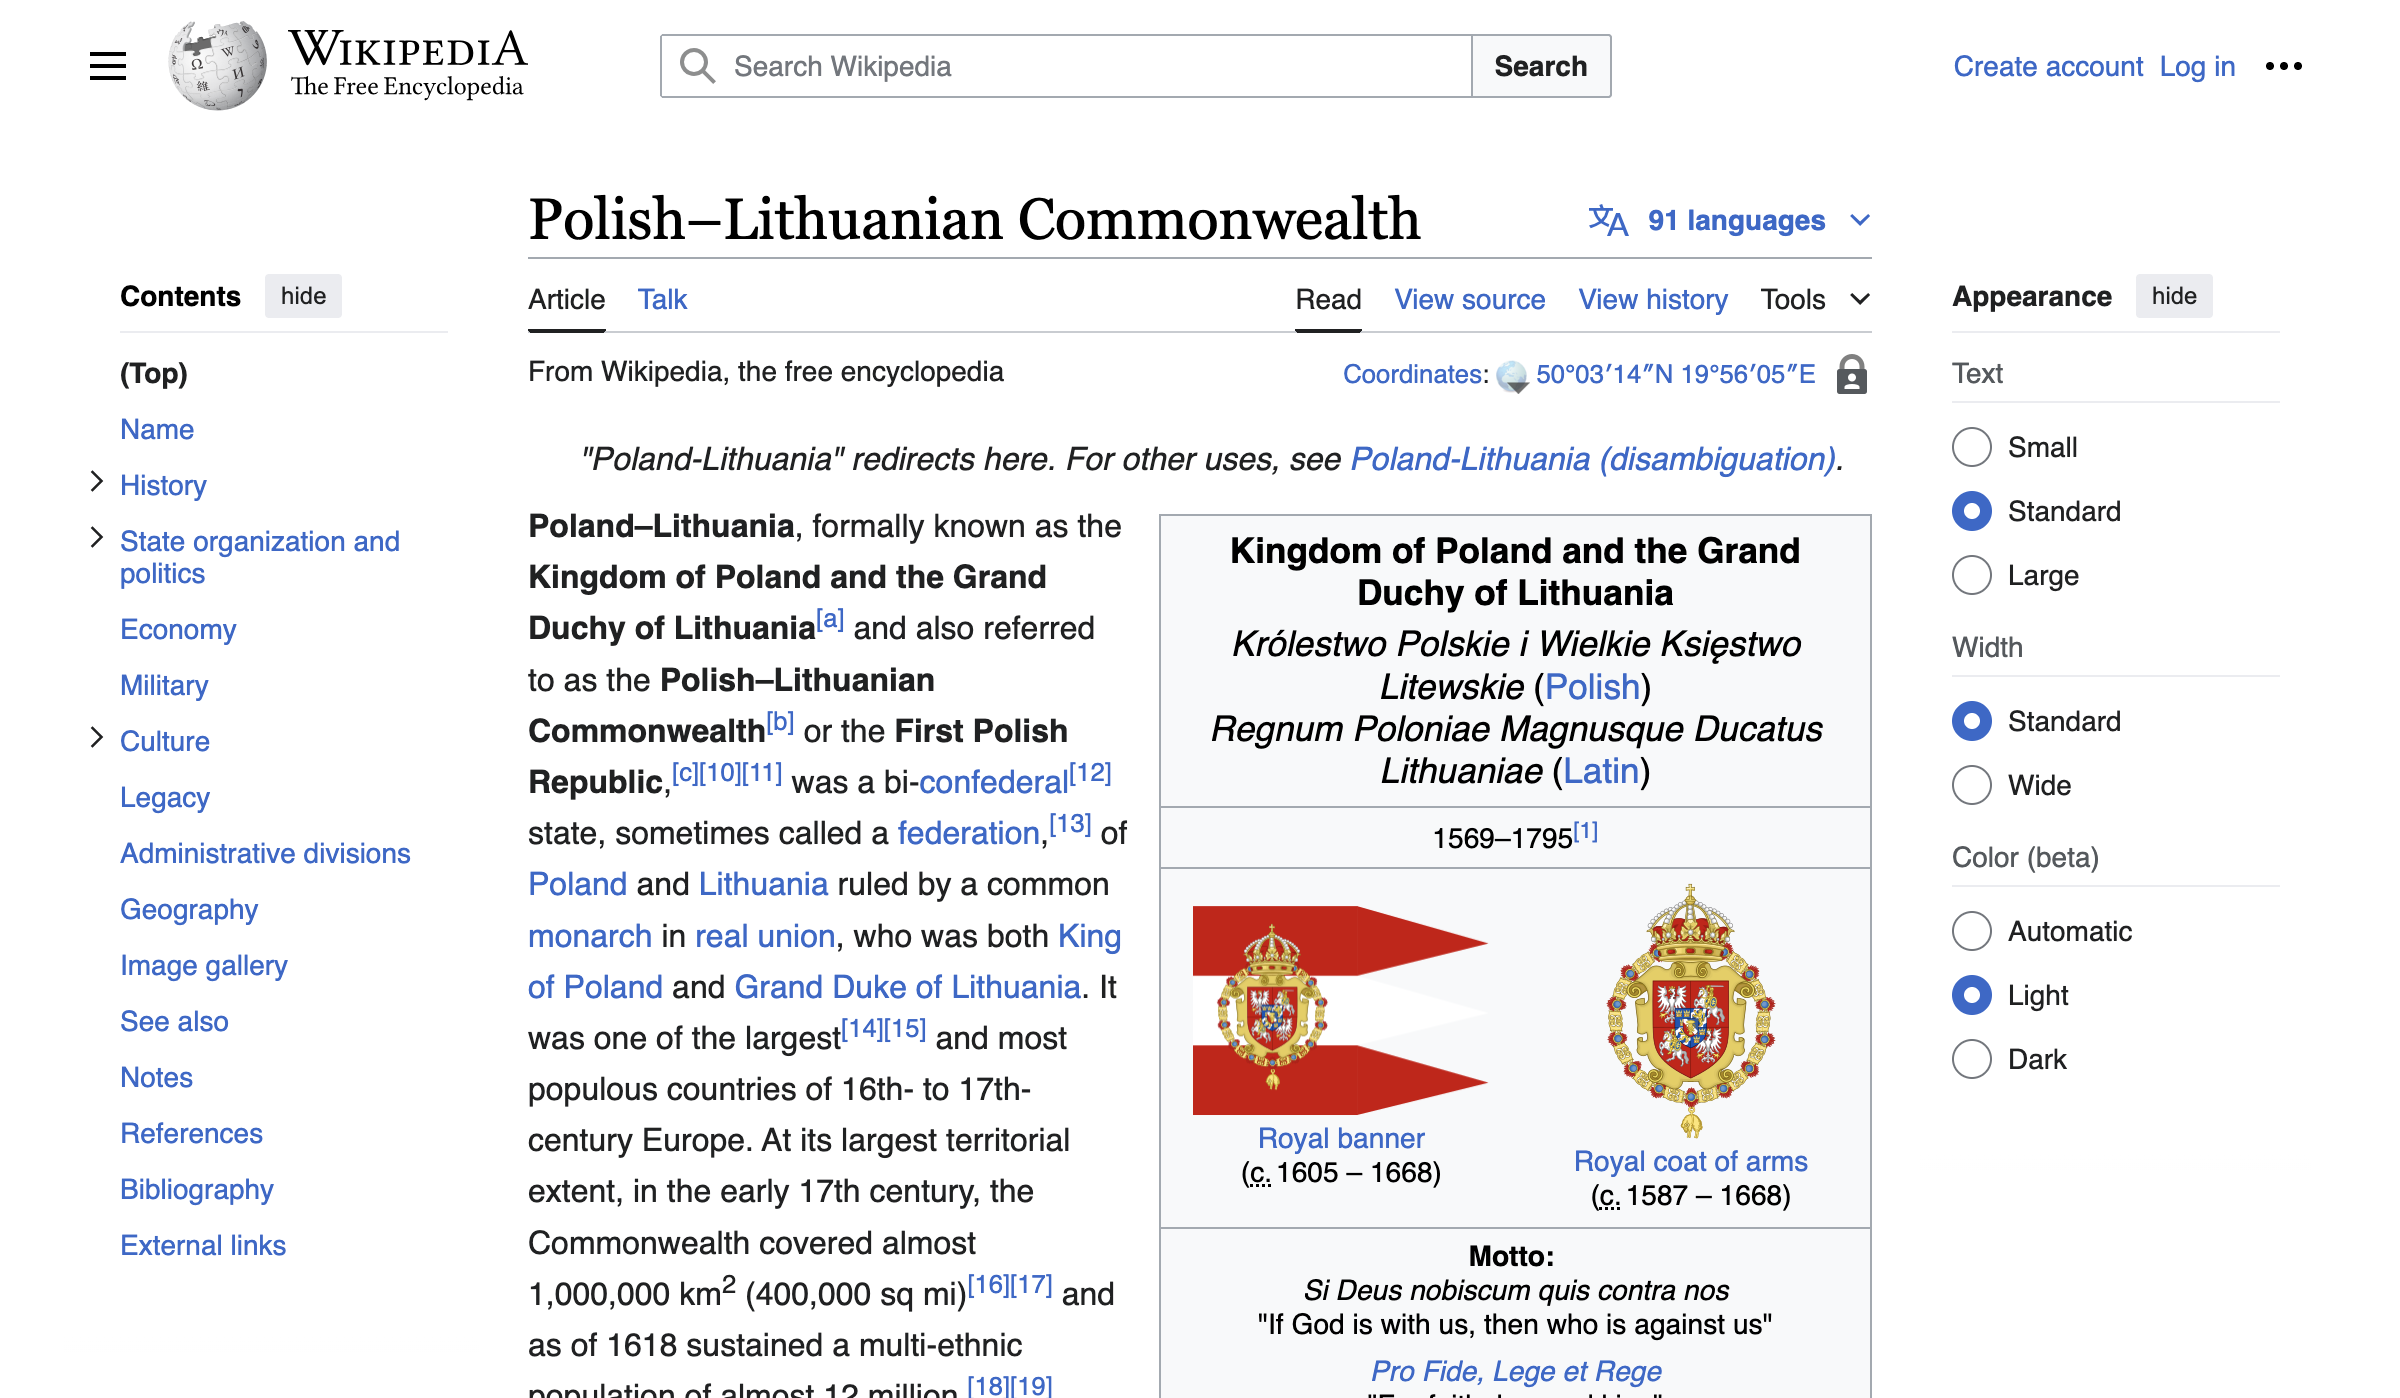 WIKIPEDIA
The Free Encyclopedia
Search Wikipedia
Search
Create account Log in
Polish–Lithuanian Commonwealth
91 languages
Contents hide
(Top)
Name
History
State organization and
politics
Economy
Military
Culture
Legacy
Administrative divisions
Geography
Image gallery
See also
Notes
References
Bibliography
External links
Article Talk
Read View source View history Tools
From Wikipedia, the free encyclopedia
Coordinates: 50°03′14″N 19°56′05″E
"Poland-Lithuania" redirects here. For other uses, see Poland-Lithuania (disambiguation).
Poland–Lithuania, formally known as the
Kingdom of Poland and the Grand
Duchy of Lithuania[a] and also referred
to as the Polish–Lithuanian
Commonwealth[b] or the First Polish
Republic,[c][10][11] was a bi-confederal[12]
state, sometimes called a federation,[13] of
Poland and Lithuania ruled by a common
monarch in real union, who was both King
of Poland and Grand Duke of Lithuania. It
was one of the largest[14][15] and most
populous countries of 16th- to 17th-
century Europe. At its largest territorial
extent, in the early 17th century, the
Commonwealth covered almost
1,000,000 km2 (400,000 sq mi)[16][17] and
as of 1618 sustained a multi-ethnic
population of almost 12 million.[18][19]
Kingdom of Poland and the Grand
Duchy of Lithuania
Królestwo Polskie i Wielkie Księstwo
Litewskie (Polish)
Regnum Poloniae Magnusque Ducatus
Lithuaniae (Latin)
1569–1795[1]
Royal banner
(c. 1605 – 1668)
Royal coat of arms
(c. 1587 – 1668)
Motto:
Si Deus nobiscum quis contra nos
"If God is with us, then who is against us"
Pro Fide, Lege et Rege
Appearance hide
Text
Small
Standard
Large
Width
Standard
Wide
Color (beta)
Automatic
Light
Dark